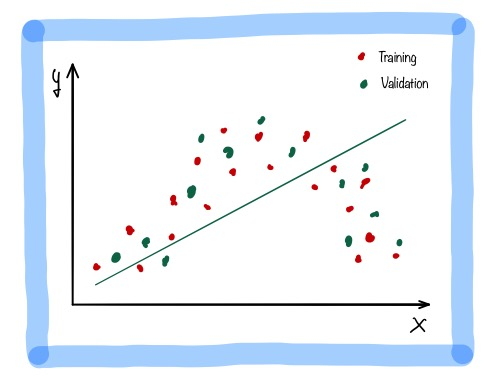 Training
Validation
y
X